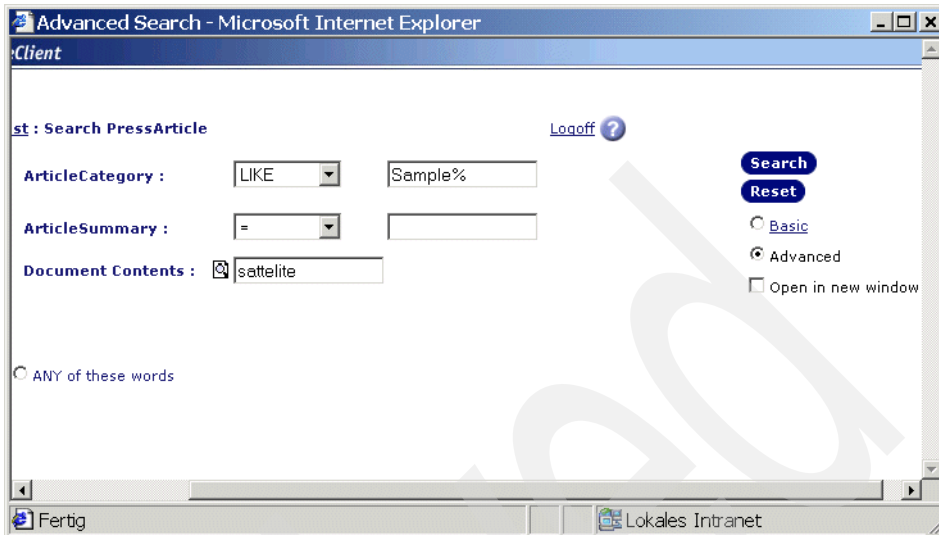 Advanced Search - Microsoft Internet Explorer
Client
st : Search PressArticle Logoff ?
Search
ArticleCategory : LIKE Sample%
Reset
ArticleSummary : =
Basic
Advanced
Document Contents : sattelite
Open in new window
ANY of these words
Fertig Lokales Intranet